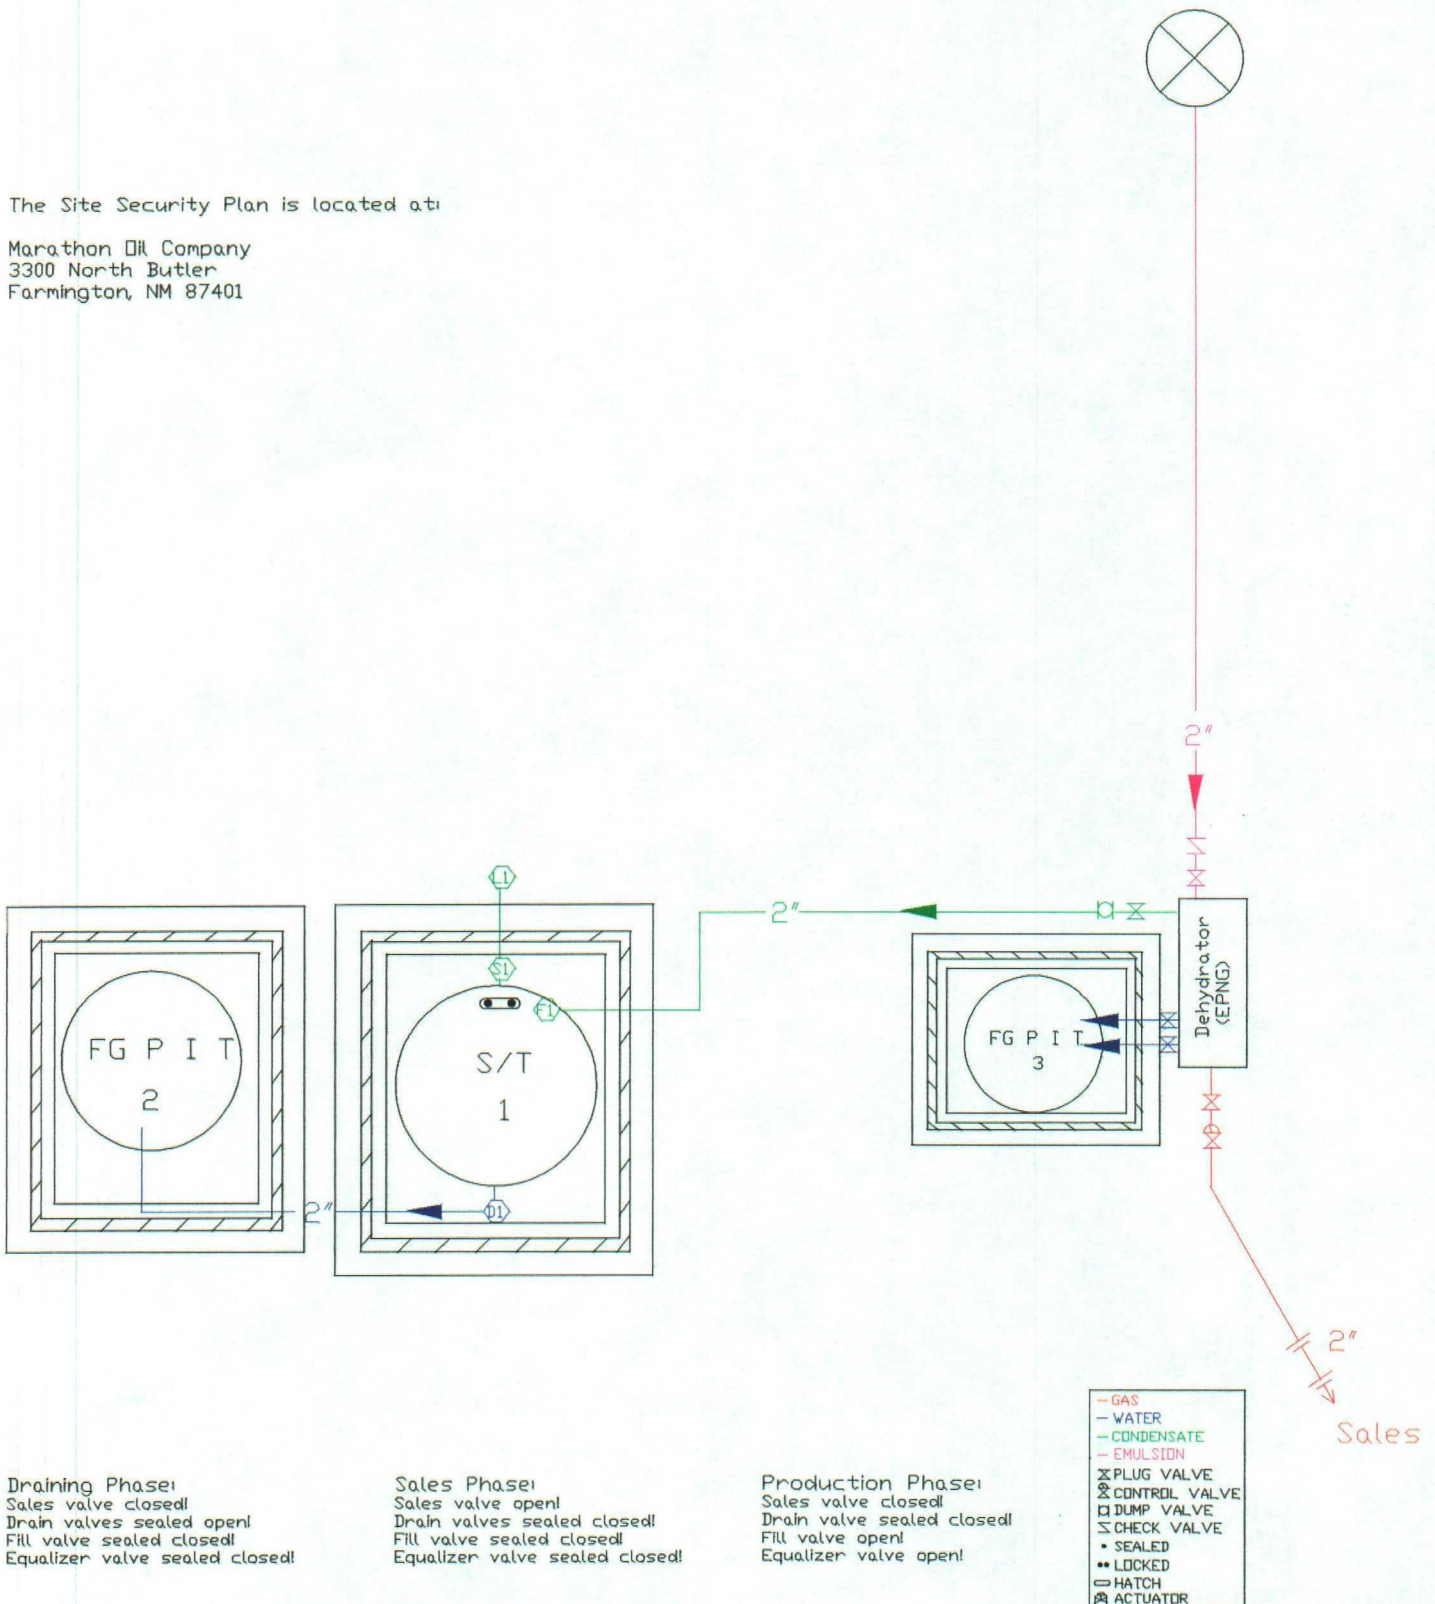 The Site Security Plan is located at:
Marathon Oil Company
3300 North Butler
Farmington, NM 87401
2"
L1
2"
S1
F1
Dehydrator
(EPNG)
FG P I T
2
S/T
1
FG P I T
3
2"
D1
2"
Sales
GAS
WATER
CONDENSATE
EMULSION
PLUG VALVE
CONTROL VALVE
DUMP VALVE
CHECK VALVE
SEALED
LOCKED
HATCH
ACTUATOR
Draining Phase:
Sales valve closed!
Drain valves sealed open!
Fill valve sealed closed!
Equalizer valve sealed closed!
Sales Phase:
Sales valve open!
Drain valves sealed closed!
Fill valve sealed closed!
Equalizer valve sealed closed!
Production Phase:
Sales valve closed!
Drain valve sealed closed!
Fill valve open!
Equalizer valve open!